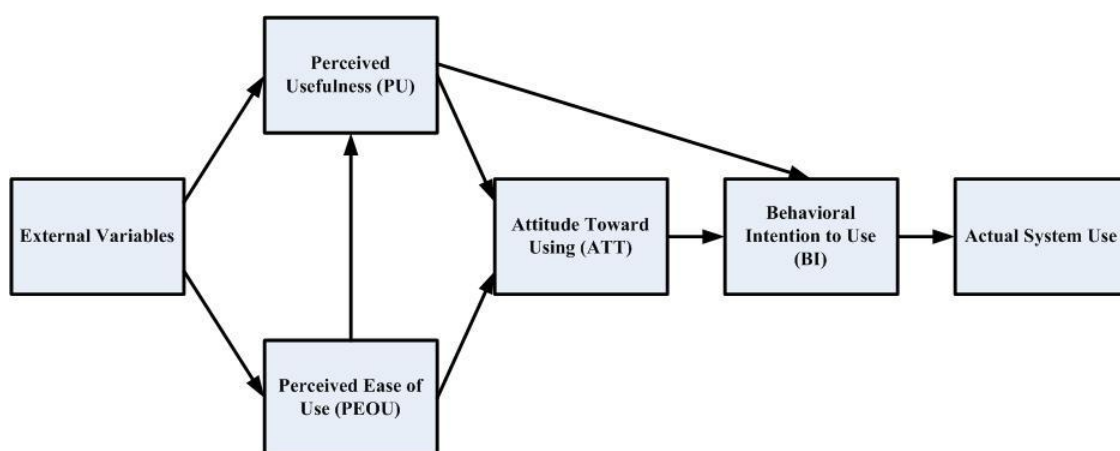 Perceived
Usefulness (PU)
External Variables
Attitude Toward
Using (ATT)
Behavioral
Intention to Use
(BI)
Actual System Use
Perceived Ease of
Use (PEOU)